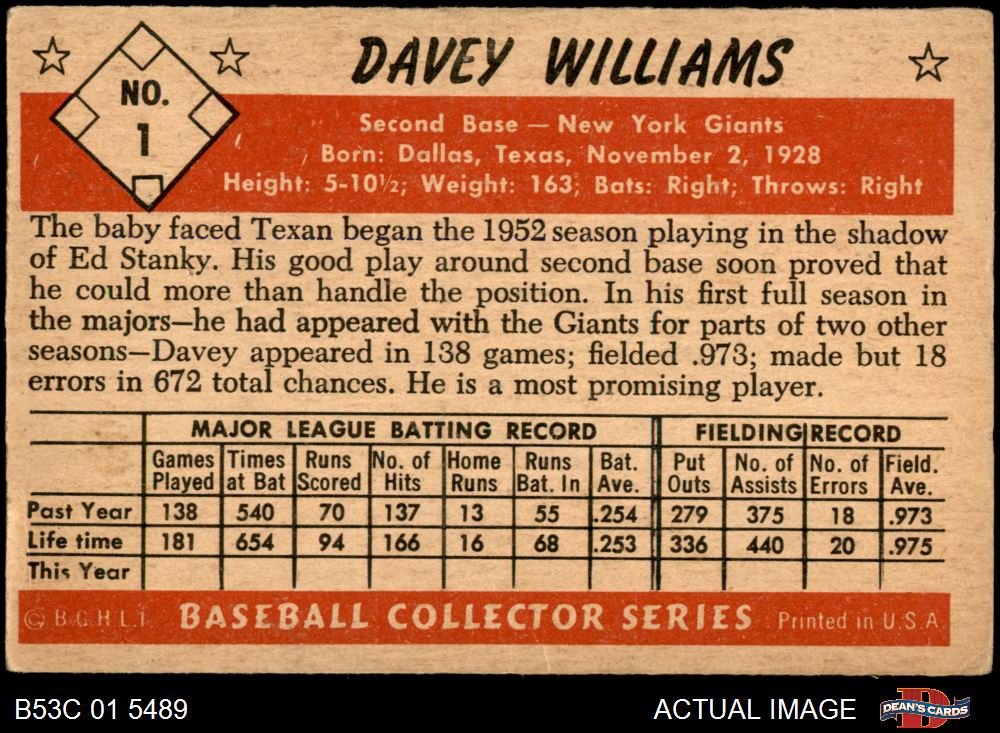 DAVEY WILLIAMS
NO.
1
Second Base — New York Giants
Born: Dallas, Texas, November 2, 1928
Height: 5-10½; Weight: 163; Bats: Right; Throws: Right
The baby faced Texan began the 1952 season playing in the shadow
of Ed Stanky. His good play around second base soon proved that
he could more than handle the position. In his first full season in
the majors—he had appeared with the Giants for parts of two other
seasons—Davey appeared in 138 games; fielded .973; made but 18
errors in 672 total chances. He is a most promising player.
MAJOR LEAGUE BATTING RECORD FIELDING RECORD
Games Times Runs No. of Home Runs Bat. Put No. of No. of Field.
Played at Bat Scored Hits Runs Bat. In Ave. Outs Assists Errors Ave.
Past Year 138 540 70 137 13 55 .254 279 375 18 .973
Life time 181 654 94 166 16 68 .253 336 440 20 .975
This Year
© B.G.H.L.I. BASEBALL COLLECTOR SERIES Printed in U.S.A.
B53C 01 5489 ACTUAL IMAGE DEAN'S CARDS